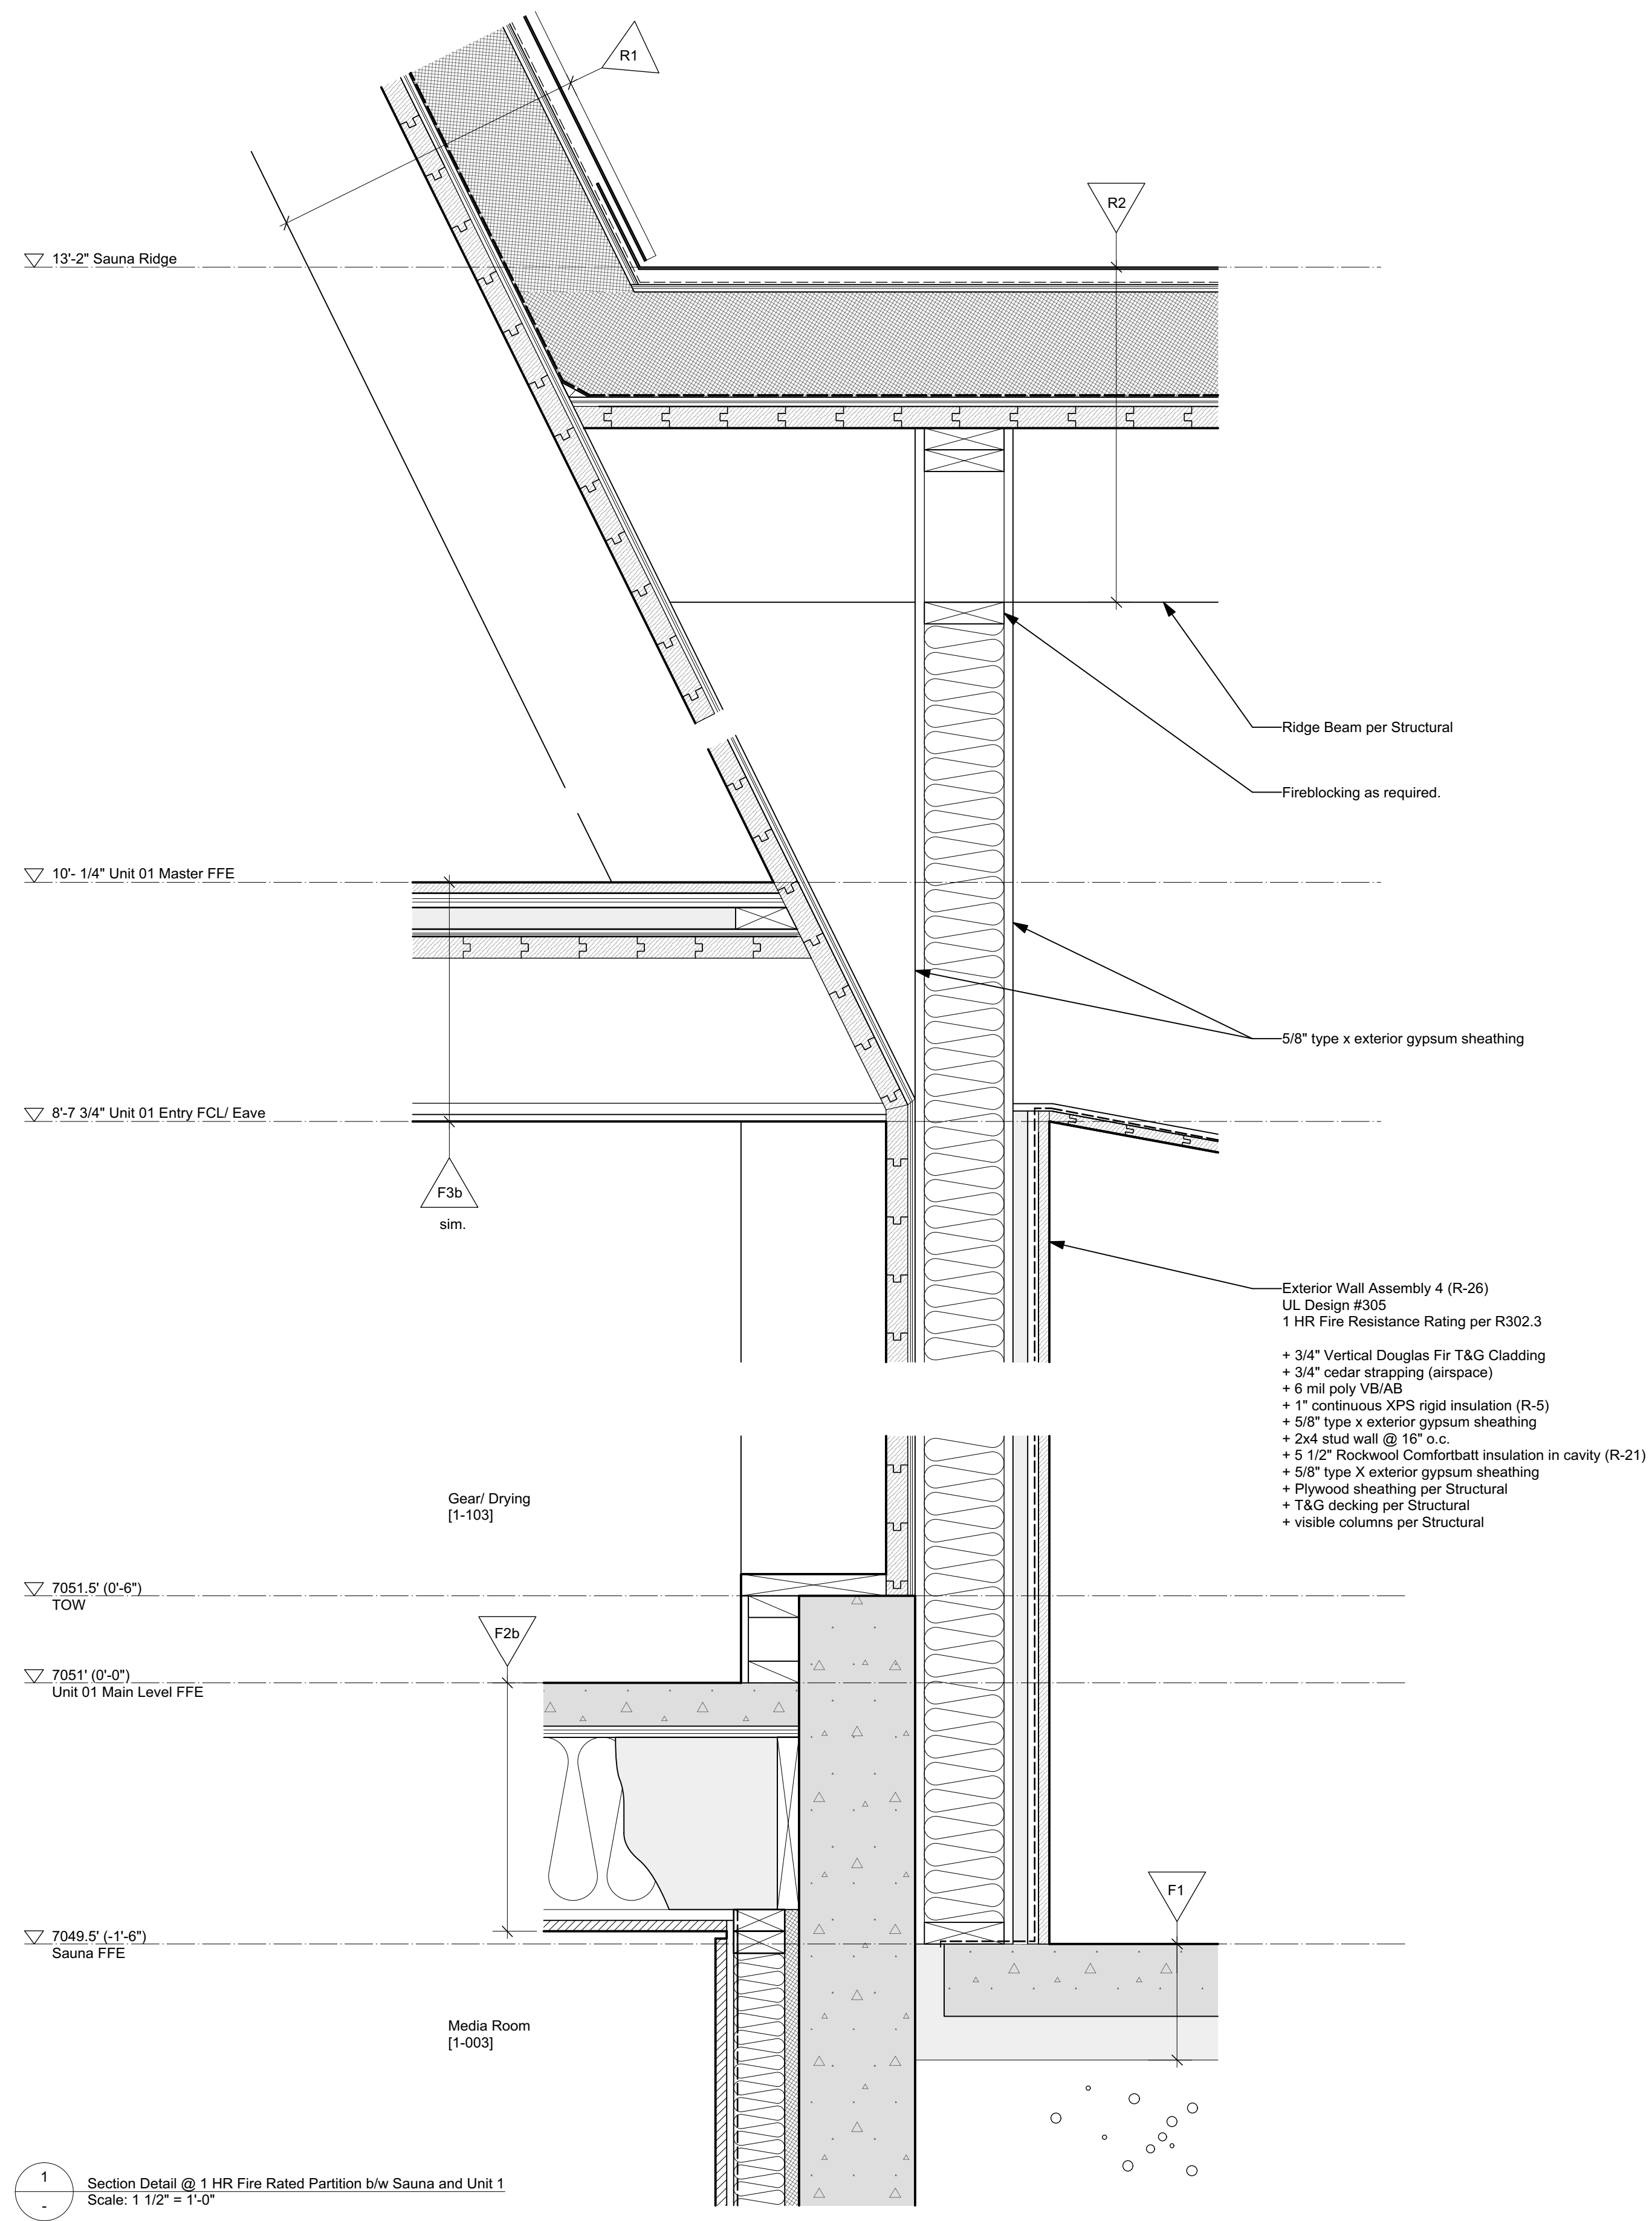 R1
R2
13'-2" Sauna Ridge
Ridge Beam per Structural
Fireblocking as required.
10'- 1/4" Unit 01 Master FFE
5/8" type x exterior gypsum sheathing
8'-7 3/4" Unit 01 Entry FCL/ Eave
F3b
sim.
Exterior Wall Assembly 4 (R-26)
UL Design #305
1 HR Fire Resistance Rating per R302.3
+ 3/4" Vertical Douglas Fir T&G Cladding
+ 3/4" cedar strapping (airspace)
+ 6 mil poly VB/AB
+ 1" continuous XPS rigid insulation (R-5)
+ 5/8" type x exterior gypsum sheathing
+ 2x4 stud wall @ 16" o.c.
+ 5 1/2" Rockwool Comfortbatt insulation in cavity (R-21)
+ 5/8" type X exterior gypsum sheathing
+ Plywood sheathing per Structural
+ T&G decking per Structural
+ visible columns per Structural
Gear/ Drying
[1-103]
7051.5' (0'-6")
TOW
F2b
7051' (0'-0")
Unit 01 Main Level FFE
F1
7049.5' (-1'-6")
Sauna FFE
Media Room
[1-003]
1
-
Section Detail @ 1 HR Fire Rated Partition b/w Sauna and Unit 1
Scale: 1 1/2" = 1'-0"